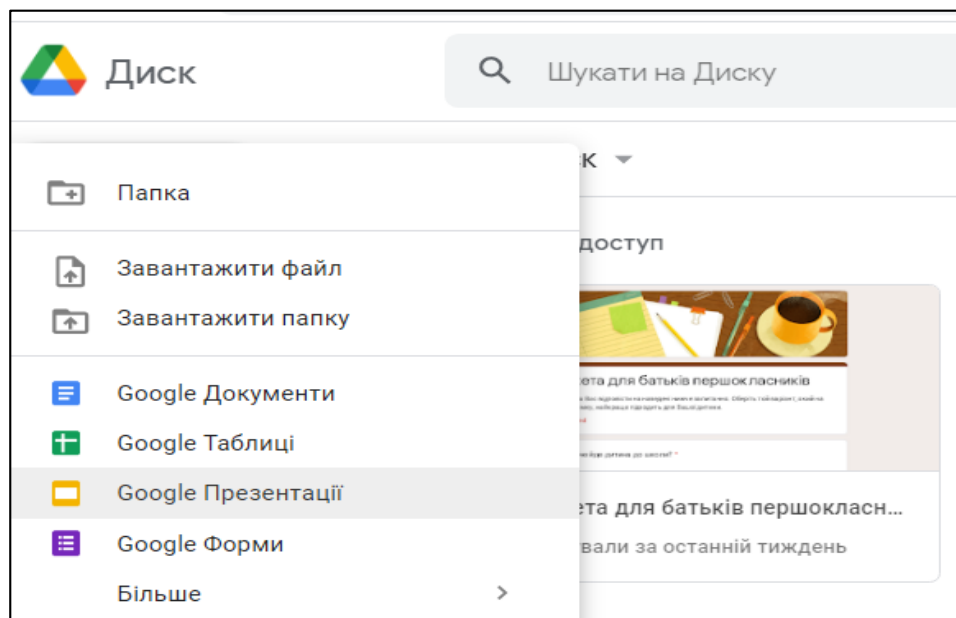 Диск
Шукати на Диску
к
Папка
доступ
Завантажити файл
Завантажити папку
ета для батьків першокласників
Google Документи
Google Таблиці
Google Презентації
ета для батьків першокласн...
Google Форми
вали за останній тиждень
Більше